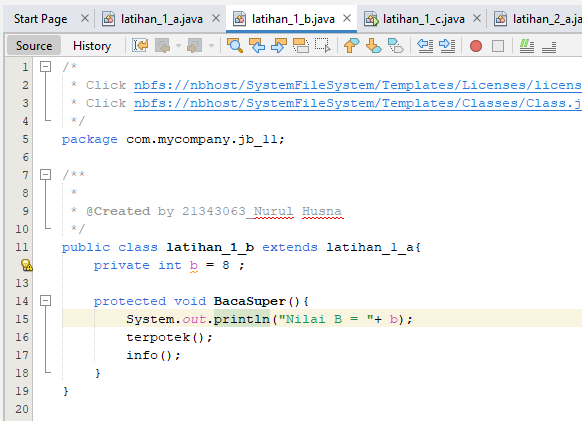 Start Page latihan_1_a.java latihan_1_b.java latihan_1_c.java latihan_2_a.j
Source History
1 /*
2 * Click nbfs://nbhost/SystemFileSystem/Templates/Licenses/licens
3 * Click nbfs://nbhost/SystemFileSystem/Templates/Classes/Class.j
4 */
5 package com.mycompany.jb_11;
6
7 /**
8 *
9 * @Created by 21343063_Nurul Husna
10 */
11 public class latihan_1_b extends latihan_1_a{
private int b = 8 ;
13
14 protected void BacaSuper(){
15 System.out.println("Nilai B = "+ b);
16 terpotek();
17 info();
18 }
19 }
20